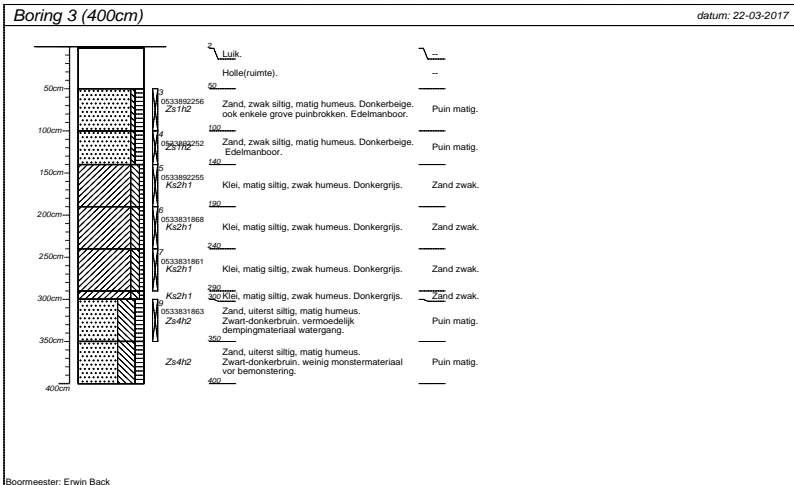 Boring 3 (400cm)
datum: 22-03-2017
2
Luik.
--
Holle(ruimte).
--
50cm
50
3
0533892256
Zs1h2
Zand, zwak siltig, matig humeus. Donkerbeige.
ook enkele grove puinbrokken. Edelmanboor.
Puin matig.
100cm
100
4
0533892252
Zs1h2
Zand, zwak siltig, matig humeus. Donkerbeige.
Edelmanboor.
Puin matig.
140
150cm
5
0533892255
Ks2h1
Klei, matig siltig, zwak humeus. Donkergrijs.
Zand zwak.
190
200cm
6
0533831868
Ks2h1
Klei, matig siltig, zwak humeus. Donkergrijs.
Zand zwak.
240
250cm
7
0533831861
Ks2h1
Klei, matig siltig, zwak humeus. Donkergrijs.
Zand zwak.
290
300cm
Ks2h1
300
Klei, matig siltig, zwak humeus. Donkergrijs.
Zand zwak.
9
0533831863
Zs4h2
Zand, uiterst siltig, matig humeus.
Zwart-donkerbruin. vermoedelijk
dempingmateriaal watergang.
Puin matig.
350cm
350
Zs4h2
Zand, uiterst siltig, matig humeus.
Zwart-donkerbruin. weinig monstermateriaal
vor bemonstering.
Puin matig.
400cm
400
Boormeester: Erwin Back